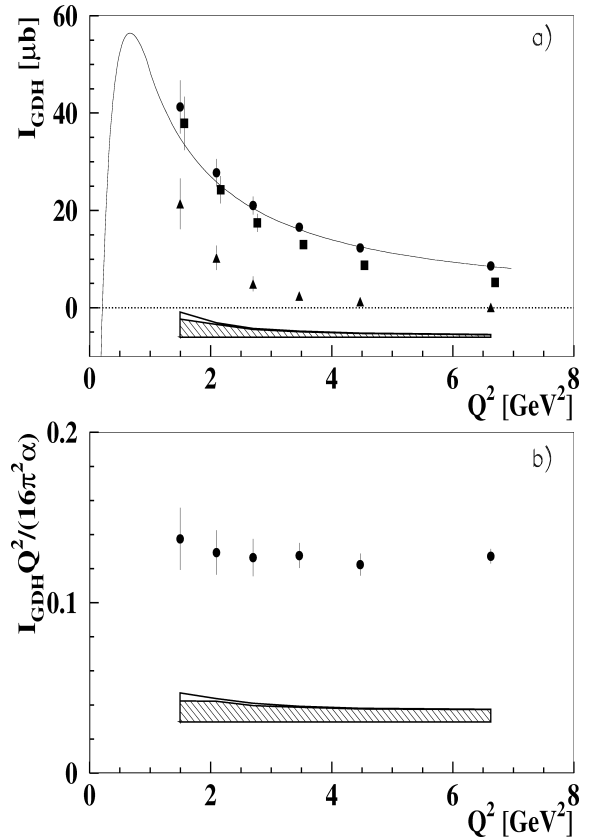 a)
I_GDH [μb]
60
40
20
0
0 2 4 6 8
Q² [GeV²]
b)
I_GDH Q²/(16π²α)
0.2
0.1
0
0 2 4 6 8
Q² [GeV²]